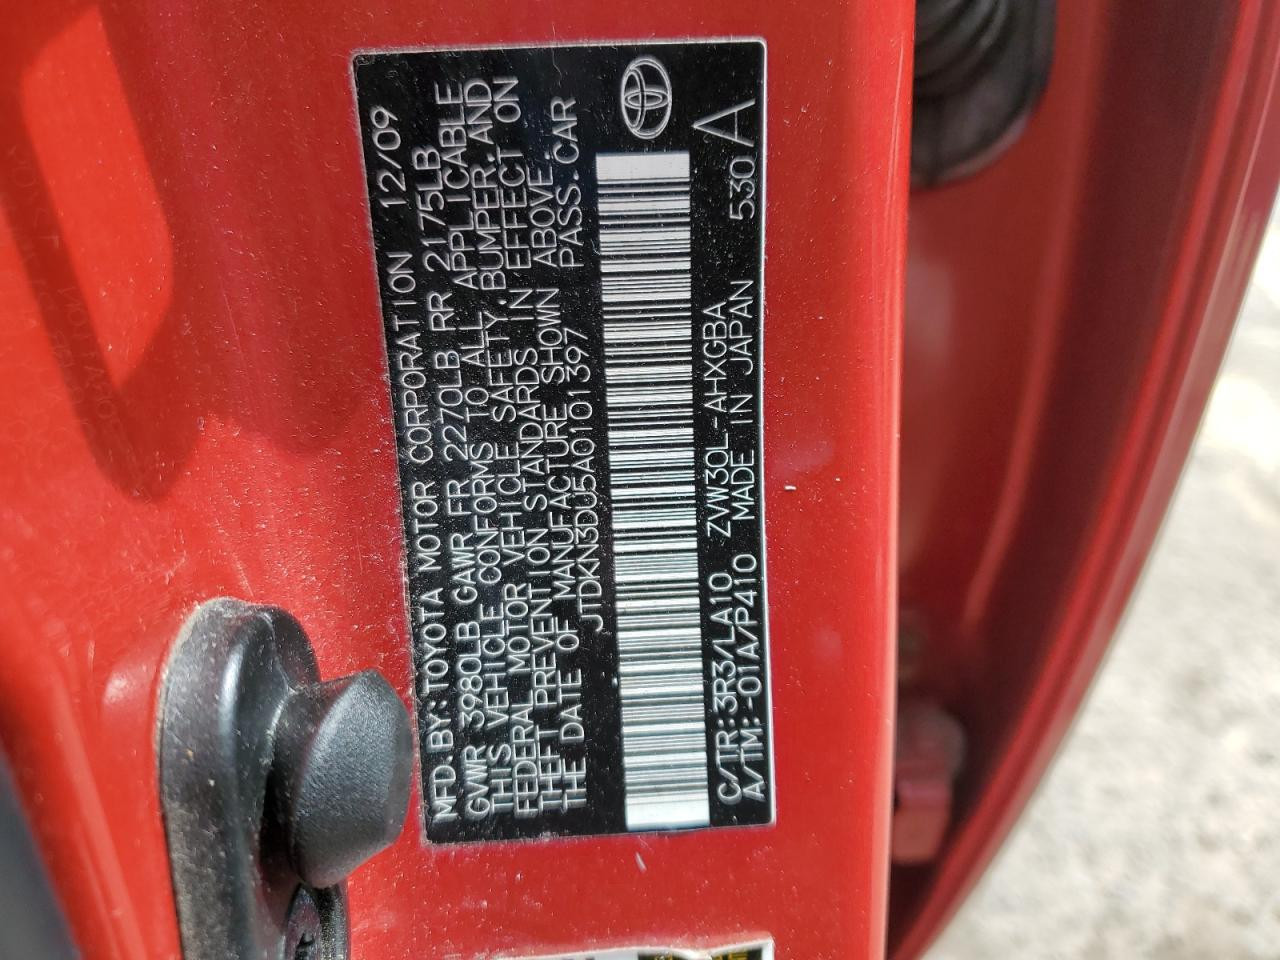 MFD. BY: TOYOTA MOTOR CORPORATION 12/09
GVWR 3980LB GAWR FR 2270LB RR 2175LB
THIS VEHICLE CONFORMS TO ALL APPLICABLE
FEDERAL MOTOR VEHICLE SAFETY, BUMPER, AND
THEFT PREVENTION STANDARDS IN EFFECT ON
THE DATE OF MANUFACTURE SHOWN ABOVE.
JTDKN3DU5A0101397 PASS. CAR
C/TR: 3R3/LA10 ZVW30L-AHXGBA 530
A/TM: -01A/P410 MADE IN JAPAN A